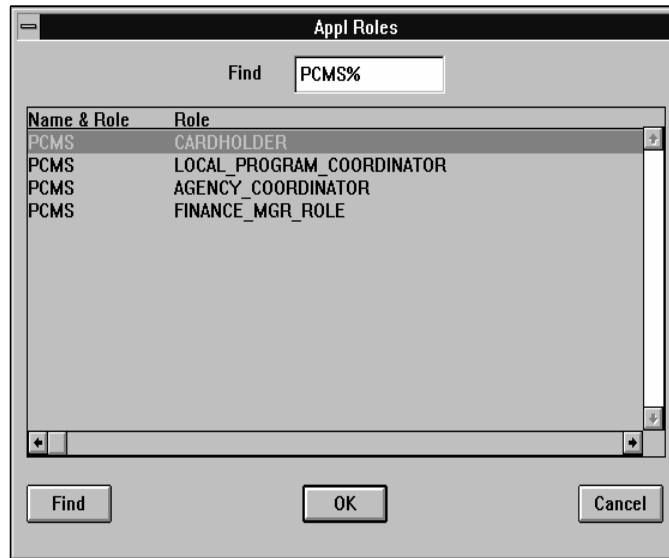 Appl Roles
Find PCMS%
Name & Role Role
PCMS CARDHOLDER
PCMS LOCAL_PROGRAM_COORDINATOR
PCMS AGENCY_COORDINATOR
PCMS FINANCE_MGR_ROLE
Find OK Cancel